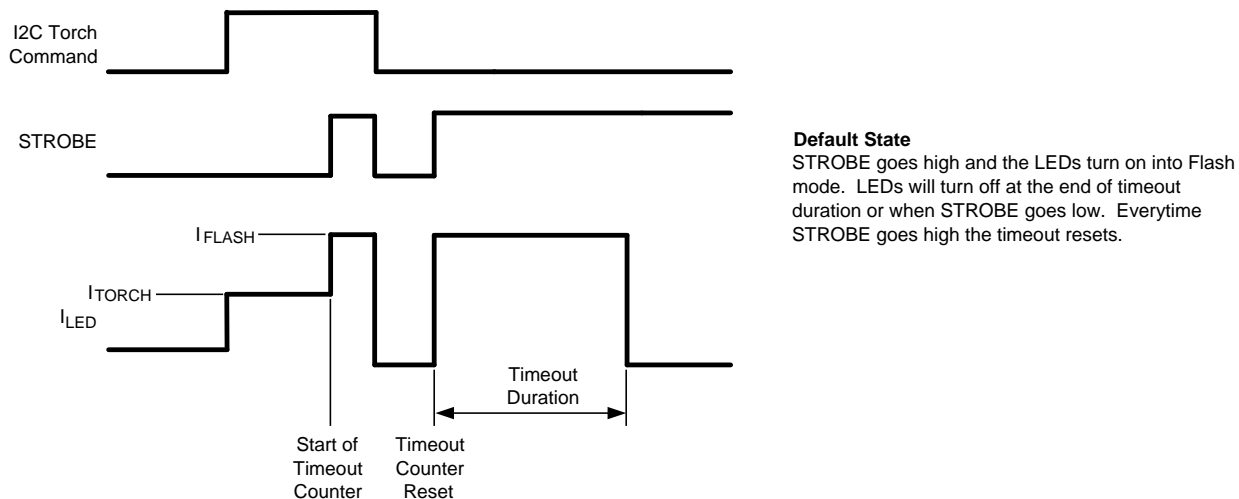 I2C Torch
Command
STROBE
Default State
STROBE goes high and the LEDs turn on into Flash
mode. LEDs will turn off at the end of timeout
duration or when STROBE goes low. Everytime
STROBE goes high the timeout resets.
IFLASH
ITORCH
ILED
Timeout
Duration
Start of
Timeout
Counter
Timeout
Counter
Reset